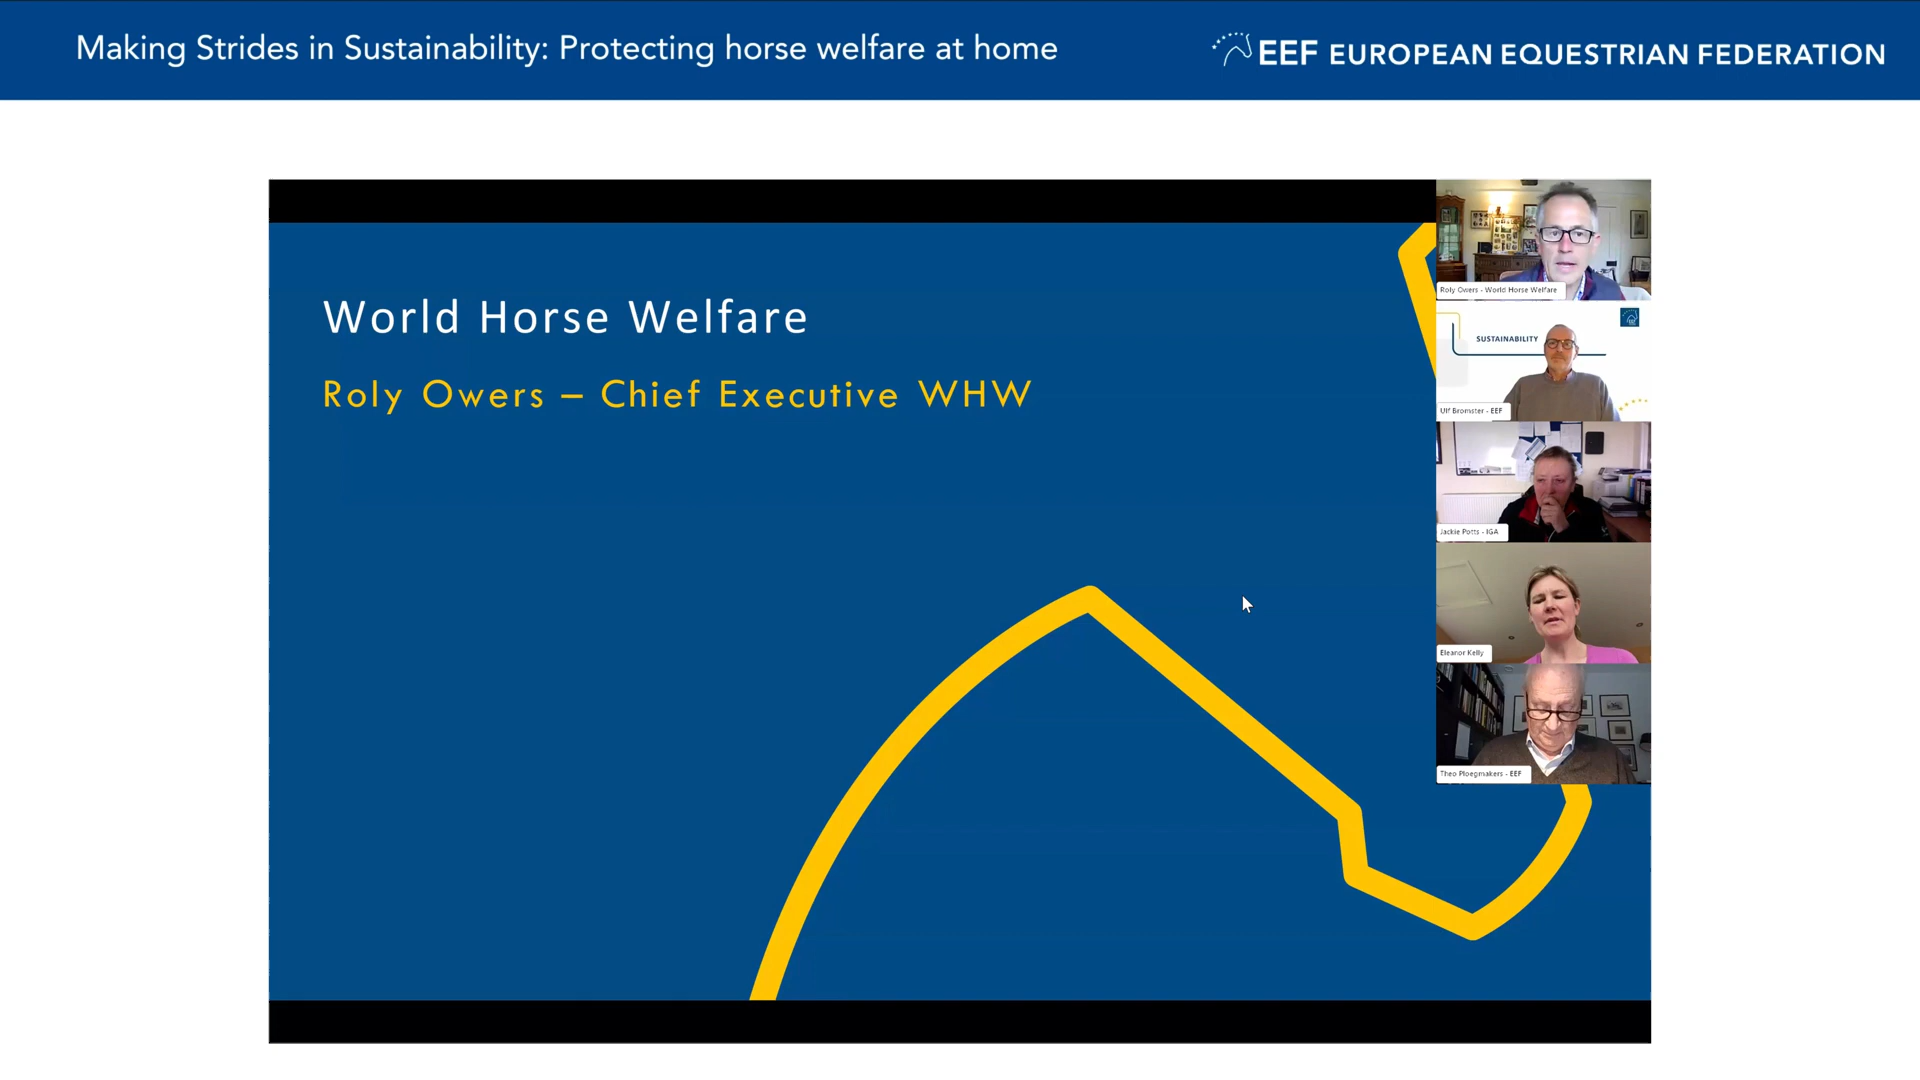 Making Strides in Sustainability: Protecting horse welfare at home
EEF EUROPEAN EQUESTRIAN FEDERATION
World Horse Welfare
Roly Owers – Chief Executive WHW
Roly Owers - World Horse Welfare
SUSTAINABILITY
Ulf Bromster - EEF
Jackie Potts - IGA
Eleanor Kelly
Theo Ploegmakers - EEF